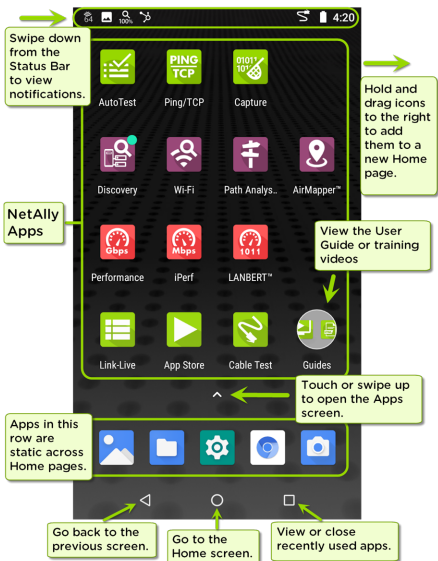 64
100%
4:20
Swipe down
from the
Status Bar
to view
notifications.
PING
TCP
01011
101
AutoTest
Ping/TCP
Capture
Hold and
drag icons
to the right
to add
them to a
new Home
page.
Discovery
Wi-Fi
Path Analys..
AirMapper™
NetAlly
Apps
Gbps
Mbps
1011
View the User
Guide or training
videos
Performance
iPerf
LANBERT™
Link-Live
App Store
Cable Test
Guides
Touch or swipe up
to open the Apps
screen.
Apps in this
row are
static across
Home pages.
Go back to the
previous screen.
Go to the
Home screen.
View or close
recently used apps.